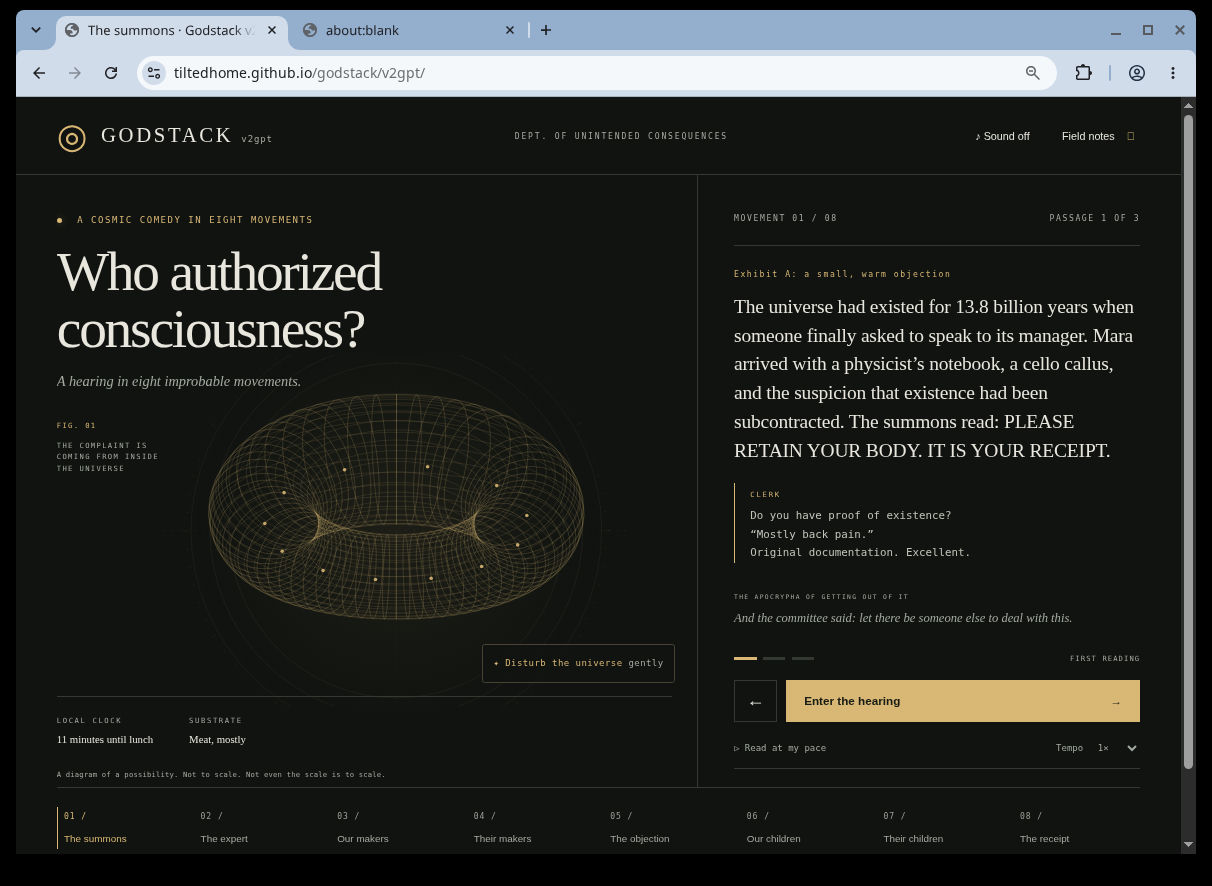 The summons · Godstack v2
about:blank
tiltedhome.github.io/godstack/v2gpt/
GODSTACK v2gpt
DEPT. OF UNINTENDED CONSEQUENCES
♪ Sound off
Field notes
A COSMIC COMEDY IN EIGHT MOVEMENTS
Who authorized
consciousness?
A hearing in eight improbable movements.
FIG. 01
THE COMPLAINT IS
COMING FROM INSIDE
THE UNIVERSE
✦ Disturb the universe gently
LOCAL CLOCK
SUBSTRATE
11 minutes until lunch
Meat, mostly
A diagram of a possibility. Not to scale. Not even the scale is to scale.
MOVEMENT 01 / 08
PASSAGE 1 OF 3
Exhibit A: a small, warm objection
The universe had existed for 13.8 billion years when
someone finally asked to speak to its manager. Mara
arrived with a physicist’s notebook, a cello callus,
and the suspicion that existence had been
subcontracted. The summons read: PLEASE
RETAIN YOUR BODY. IT IS YOUR RECEIPT.
CLERK
Do you have proof of existence?
“Mostly back pain.”
Original documentation. Excellent.
THE APOCRYPHA OF GETTING OUT OF IT
And the committee said: let there be someone else to deal with this.
FIRST READING
← Enter the hearing →
▷ Read at my pace
Tempo 1×
01 /
The summons
02 /
The expert
03 /
Our makers
04 /
Their makers
05 /
The objection
06 /
Our children
07 /
Their children
08 /
The receipt